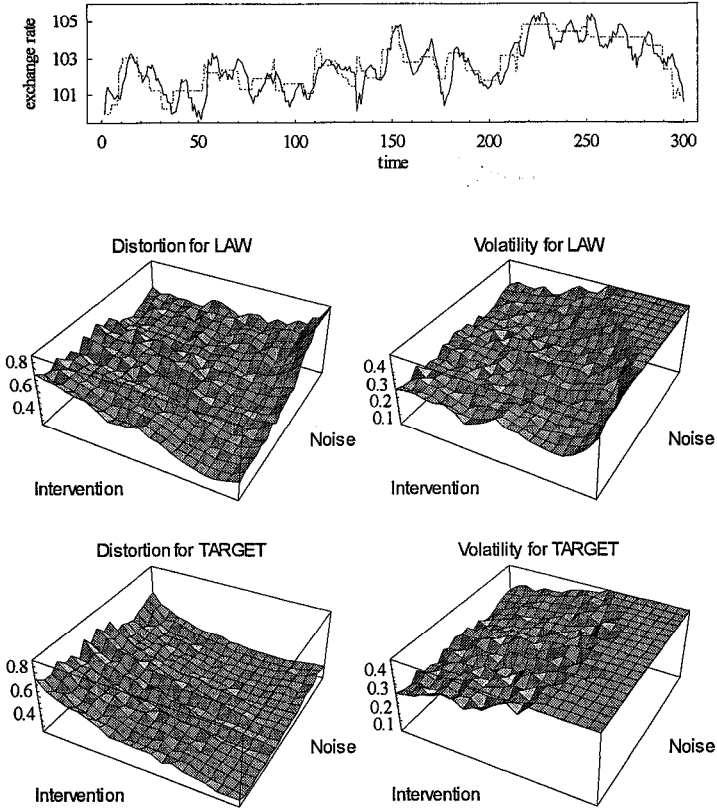 105
103
101
exchange rate
0 50 100 150 200 250 300
time
Distortion for LAW
0.8
0.6
0.4
Noise
Intervention
Volatility for LAW
0.4
0.3
0.2
0.1
Noise
Intervention
Distortion for TARGET
0.8
0.6
0.4
Noise
Intervention
Volatility for TARGET
0.4
0.3
0.2
0.1
Noise
Intervention